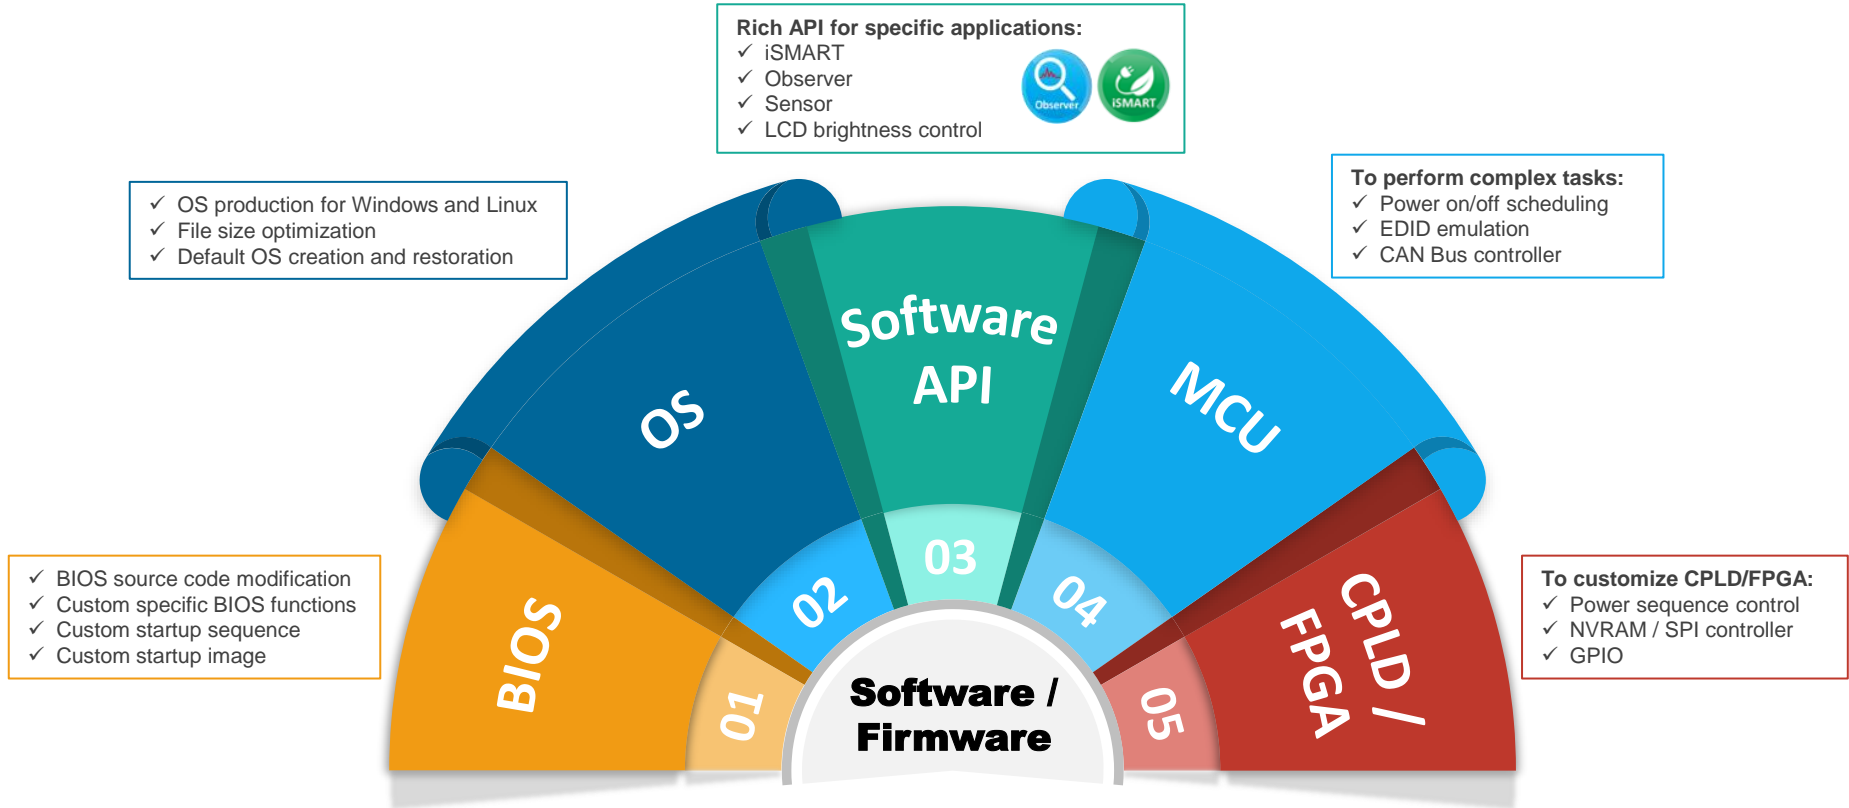 Rich API for specific applications:
✓ iSMART
✓ Observer
✓ Sensor
✓ LCD brightness control
Observer
iSMART
✓ OS production for Windows and Linux
✓ File size optimization
✓ Default OS creation and restoration
To perform complex tasks:
✓ Power on/off scheduling
✓ EDID emulation
✓ CAN Bus controller
✓ BIOS source code modification
✓ Custom specific BIOS functions
✓ Custom startup sequence
✓ Custom startup image
To customize CPLD/FPGA:
✓ Power sequence control
✓ NVRAM / SPI controller
✓ GPIO
BIOS
01
OS
02
Software
API
03
MCU
04
CPLD /
FPGA
05
Software /
Firmware